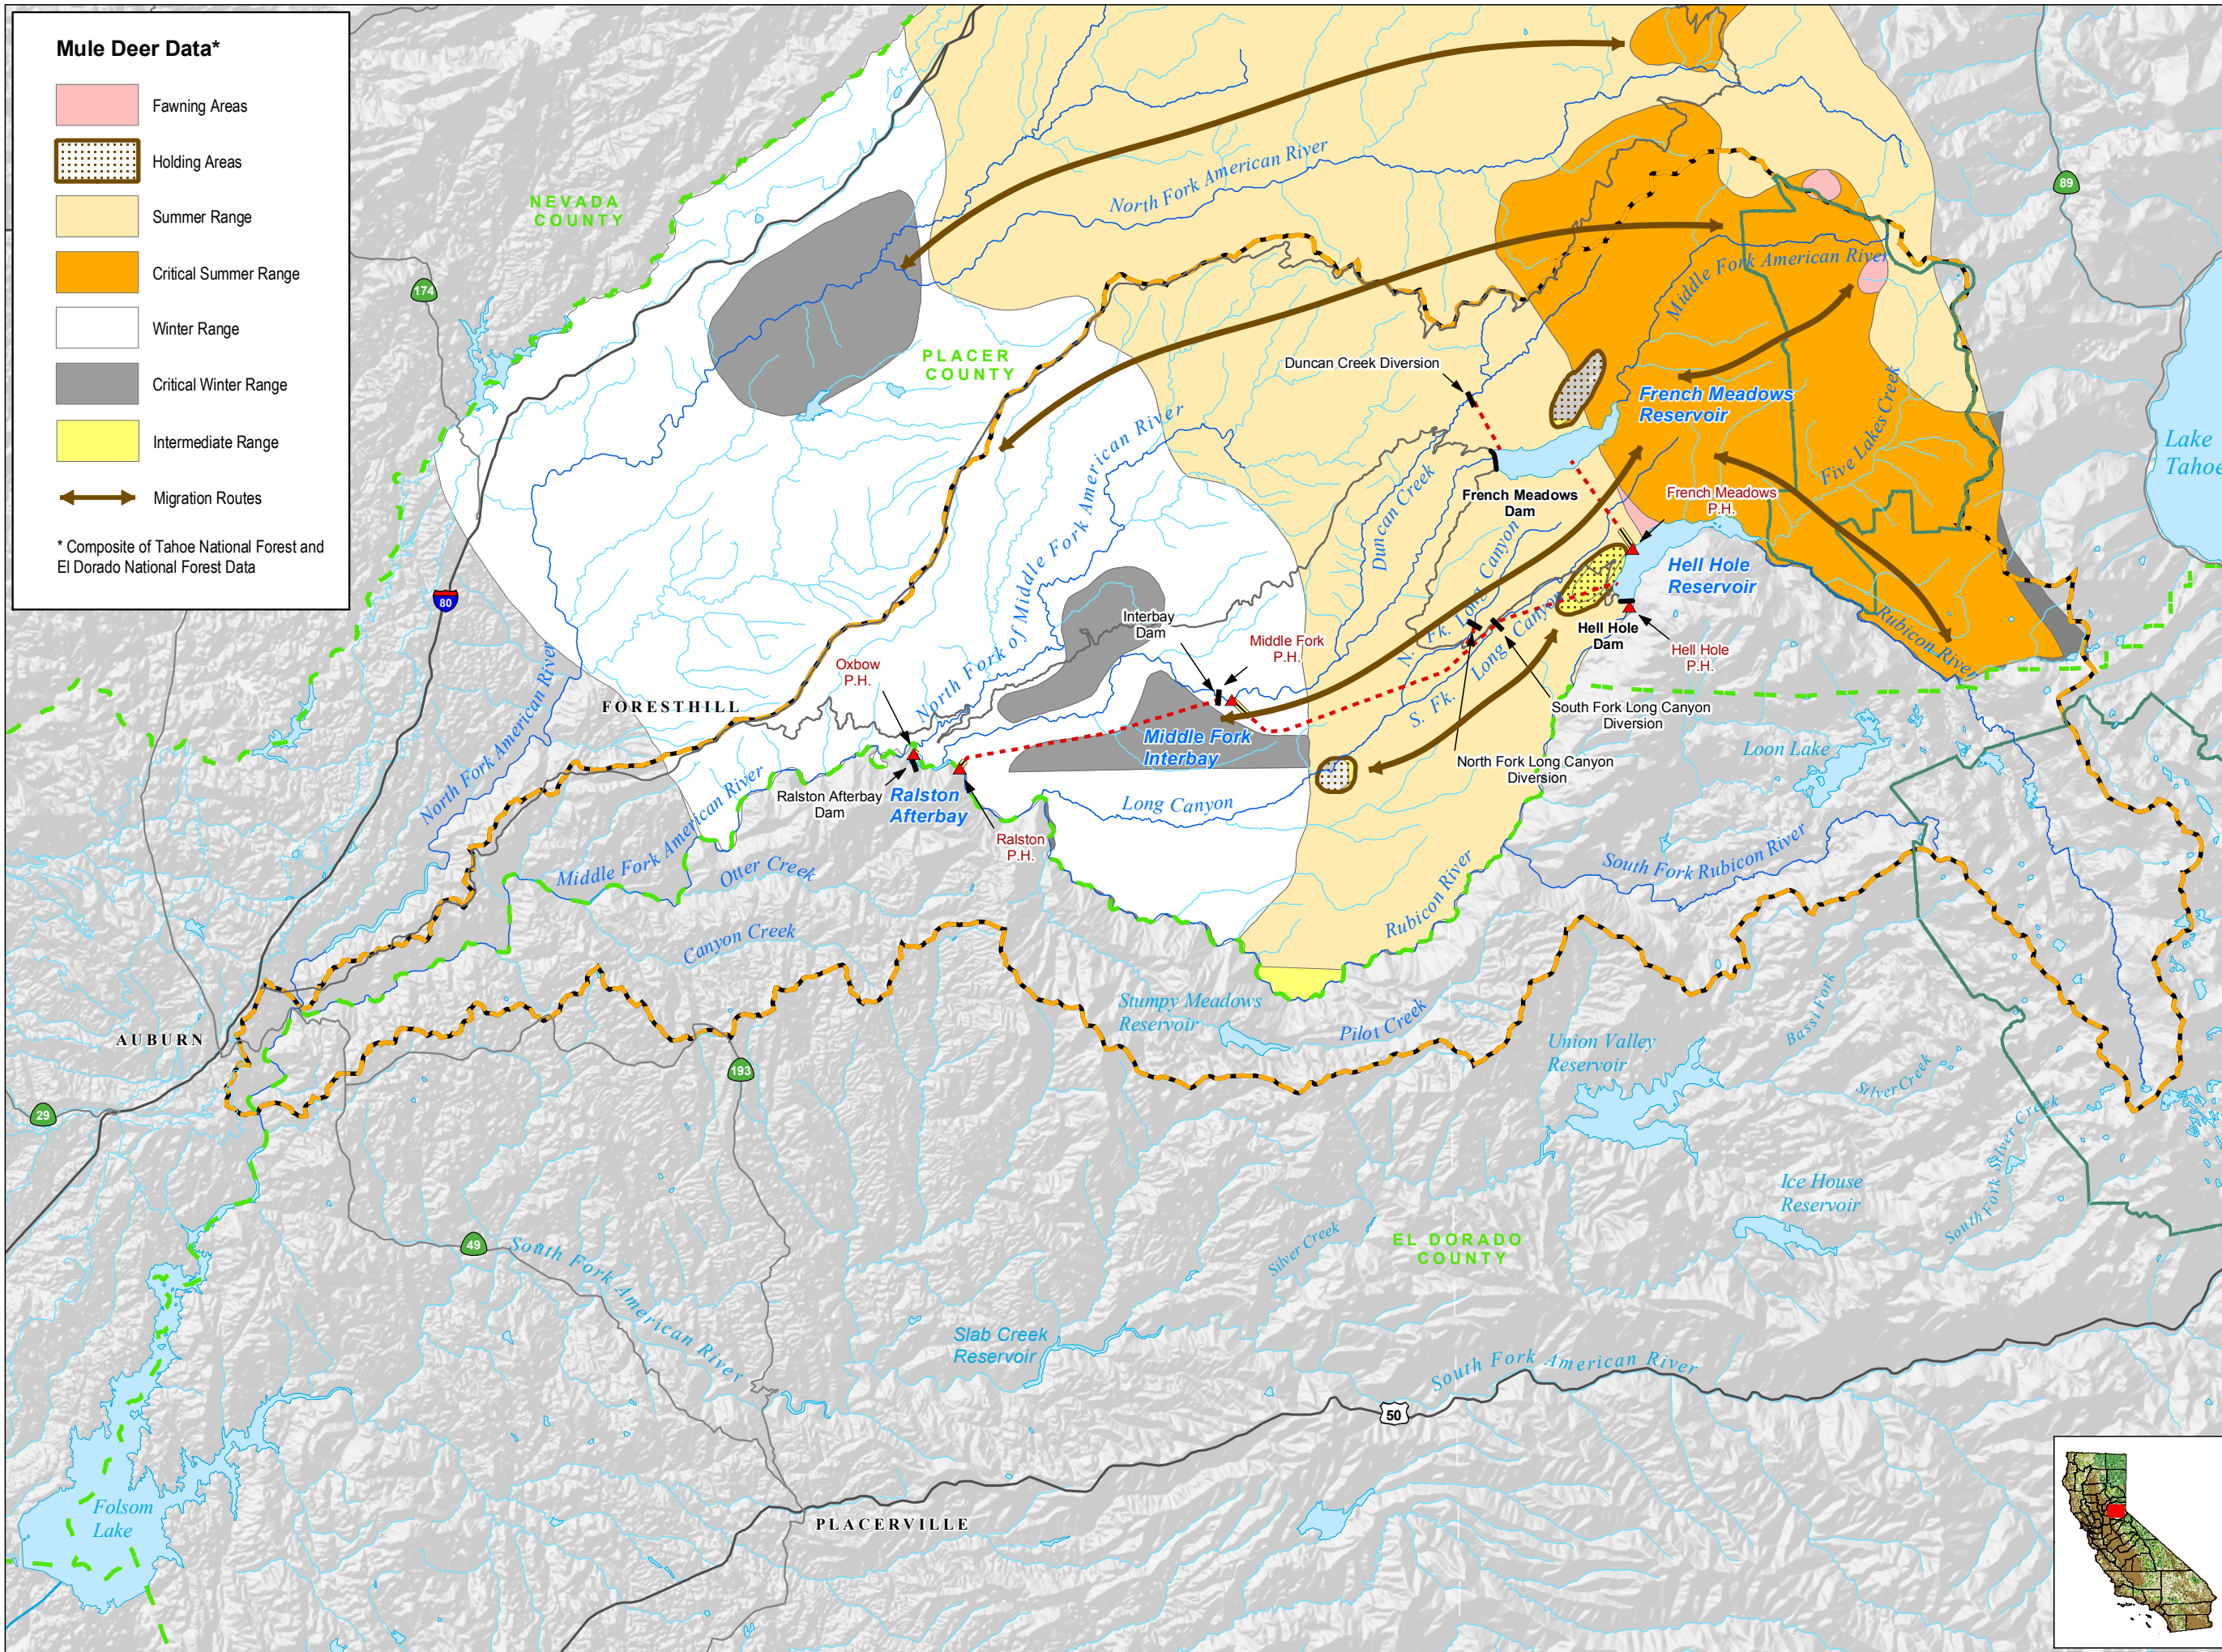 Mule Deer Data*
Fawning Areas
Holding Areas
Summer Range
Critical Summer Range
Winter Range
Critical Winter Range
Intermediate Range
Migration Routes
* Composite of Tahoe National Forest and
El Dorado National Forest Data
NEVADA
COUNTY
174
80
89
North Fork American River
PLACER
COUNTY
Middle Fork American River
Duncan Creek Diversion
French Meadows
Reservoir
Five Lakes Creek
Lake
Tahoe
North Fork of Middle Fork American River
Duncan Creek
French Meadows
Dam
French Meadows
P.H.
N. Fk. Long Canyon
S. Fk. Long Canyon
Hell Hole
Reservoir
Hell Hole
Dam
Hell Hole
P.H.
Rubicon River
Interbay
Dam
Middle Fork
P.H.
Oxbow
P.H.
FORESTHILL
North Fork American River
Middle Fork
Interbay
South Fork Long Canyon
Diversion
North Fork Long Canyon
Diversion
Loon Lake
Ralston Afterbay
Dam
Ralston
Afterbay
Long Canyon
Ralston
P.H.
Middle Fork American River
Otter Creek
Canyon Creek
South Fork Rubicon River
Rubicon River
Stumpy Meadows
Reservoir
Pilot Creek
Union Valley
Reservoir
Bassi Fork
Silver Creek
South Fork Silver Creek
AUBURN
29
193
49
Ice House
Reservoir
EL DORADO
COUNTY
Silver Creek
South Fork American River
Slab Creek
Reservoir
South Fork American River
50
Folsom
Lake
PLACERVILLE